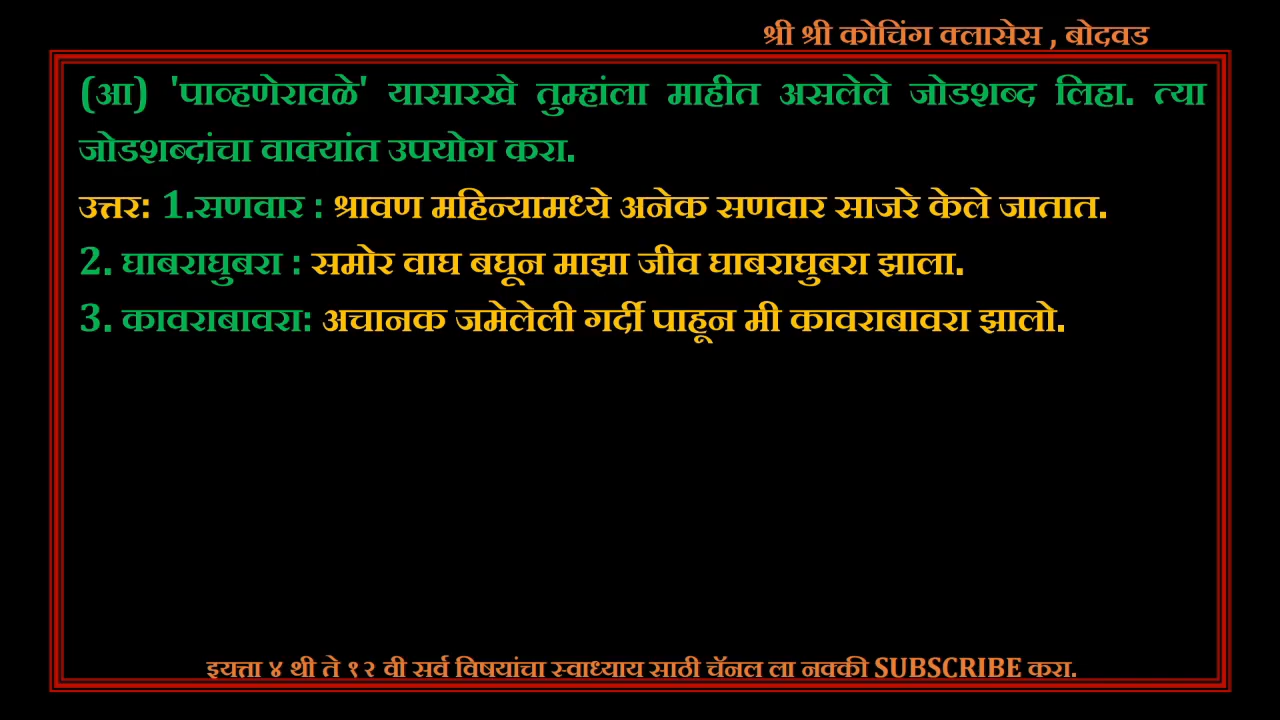 श्री श्री कोचिंग क्लासेस , बोदवड
(आ) 'पाव्हणेरावळे' यासारखे तुम्हांला माहीत असलेले जोडशब्द लिहा. त्या
जोडशब्दांचा वाक्यांत उपयोग करा.
उत्तर: 1.सणवार : श्रावण महिन्यामध्ये अनेक सणवार साजरे केले जातात.
2. घाबराघुबरा : समोर वाघ बघून माझा जीव घाबराघुबरा झाला.
3. कावराबावरा: अचानक जमेलेली गर्दी पाहून मी कावराबावरा झालो.
इयत्ता ४ थी ते १२ वी सर्व विषयांचा स्वाध्याय साठी चॅनल ला नक्की SUBSCRIBE करा.